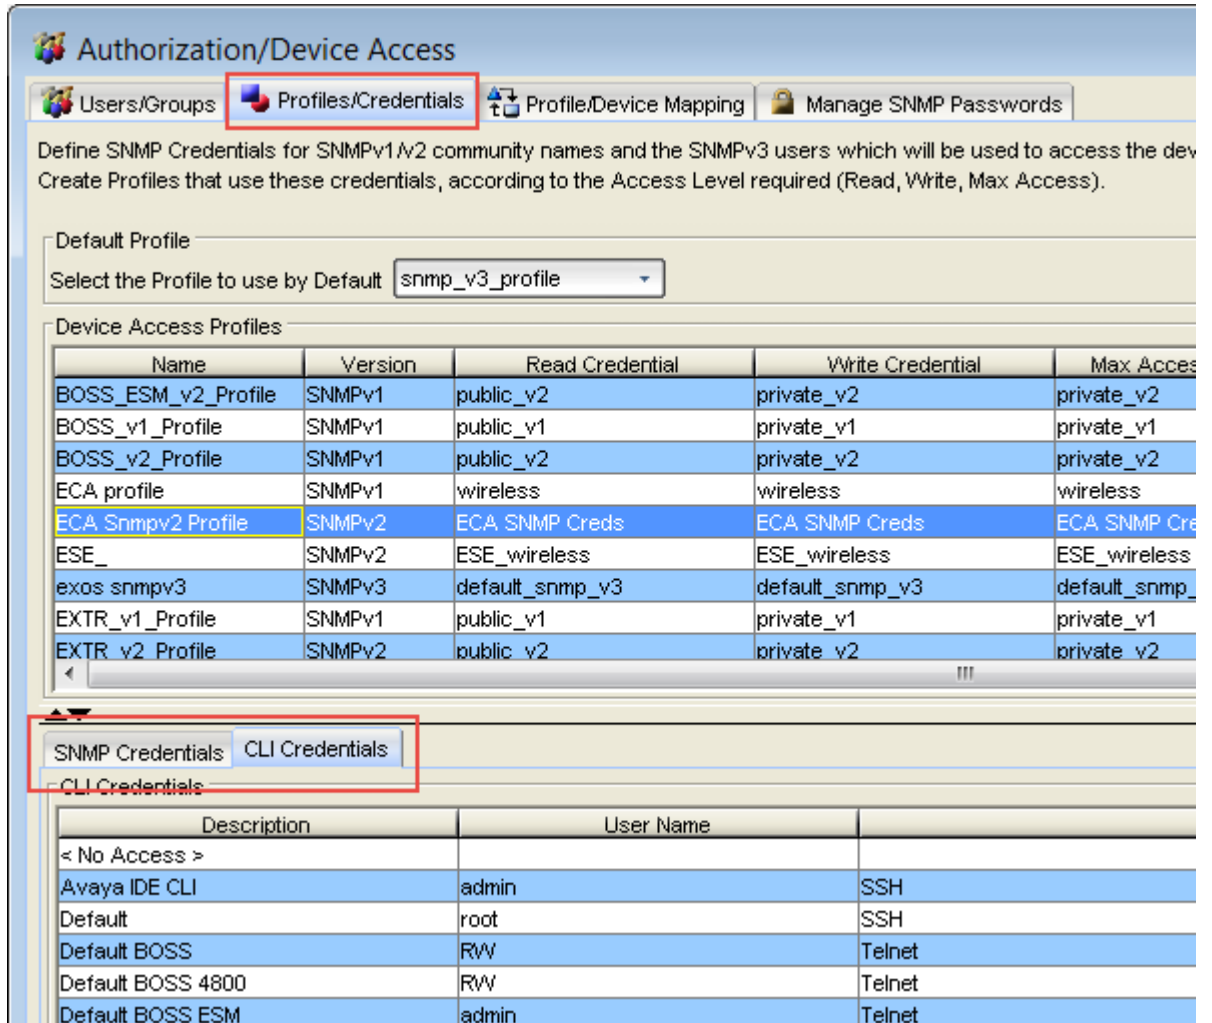 Authorization/Device Access
Users/Groups Profiles/Credentials Profile/Device Mapping Manage SNMP Passwords
Define SNMP Credentials for SNMPv1/v2 community names and the SNMPv3 users which will be used to access the dev
Create Profiles that use these credentials, according to the Access Level required (Read, Write, Max Access).
Default Profile
Select the Profile to use by Default snmp_v3_profile
Device Access Profiles
Name Version Read Credential Write Credential Max Acces
BOSS_ESM_v2_Profile SNMPv1 public_v2 private_v2 private_v2
BOSS_v1_Profile SNMPv1 public_v1 private_v1 private_v1
BOSS_v2_Profile SNMPv1 public_v2 private_v2 private_v2
ECA profile SNMPv1 wireless wireless wireless
ECA Snmpv2 Profile SNMPv2 ECA SNMP Creds ECA SNMP Creds ECA SNMP Cre
ESE_ SNMPv2 ESE_wireless ESE_wireless ESE_wireless
exos snmpv3 SNMPv3 default_snmp_v3 default_snmp_v3 default_snmp_
EXTR_v1_Profile SNMPv1 public_v1 private_v1 private_v1
EXTR_v2_Profile SNMPv2 public_v2 private_v2 private_v2
SNMP Credentials CLI Credentials
CLI Credentials
Description User Name
< No Access >
Avaya IDE CLI admin SSH
Default root SSH
Default BOSS RW Telnet
Default BOSS 4800 RW Telnet
Default BOSS ESM admin Telnet